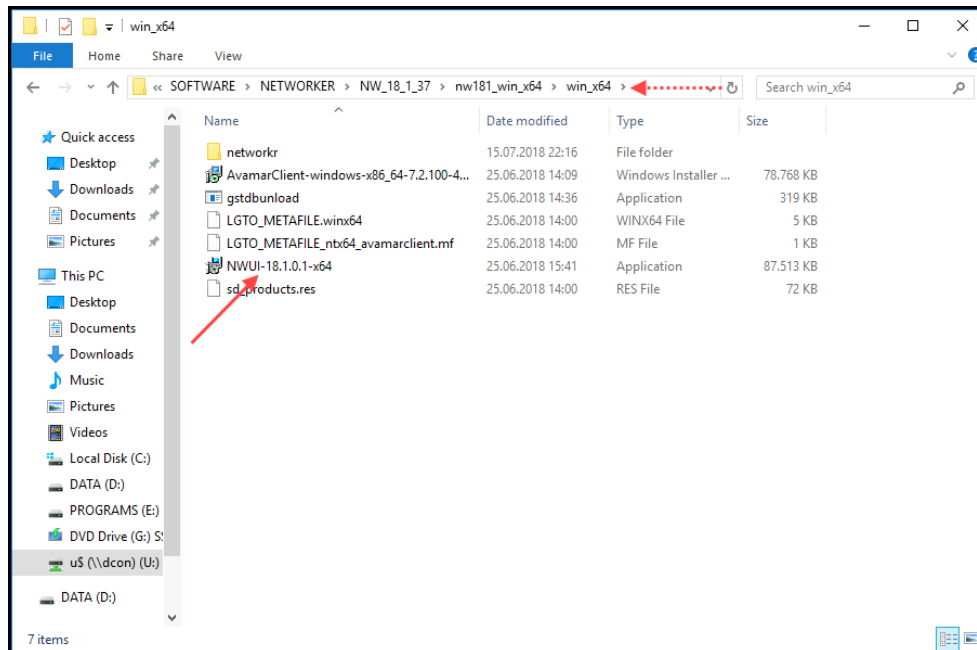 win_x64
File Home Share View
« SOFTWARE > NETWORKER > NW_18_1_37 > nw181_win_x64 > win_x64 >
Search win_x64
Quick access
Desktop
Downloads
Documents
Pictures
This PC
Desktop
Documents
Downloads
Music
Pictures
Videos
Local Disk (C:)
DATA (D:)
PROGRAMS (E:)
DVD Drive (G:) S
u$ (\\dcon) (U:)
DATA (D:)
Name Date modified Type Size
networkr 15.07.2018 22:16 File folder
AvamarClient-windows-x86_64-7.2.100-4... 25.06.2018 14:09 Windows Installer ... 78.768 KB
gstdbunload 25.06.2018 14:36 Application 319 KB
LGTO_METAFILE.winx64 25.06.2018 14:00 WINX64 File 5 KB
LGTO_METAFILE_ntx64_avamarclient.mf 25.06.2018 14:00 MF File 1 KB
NWUI-18.1.0.1-x64 25.06.2018 15:41 Application 87.513 KB
sd_products.res 25.06.2018 14:00 RES File 72 KB
7 items